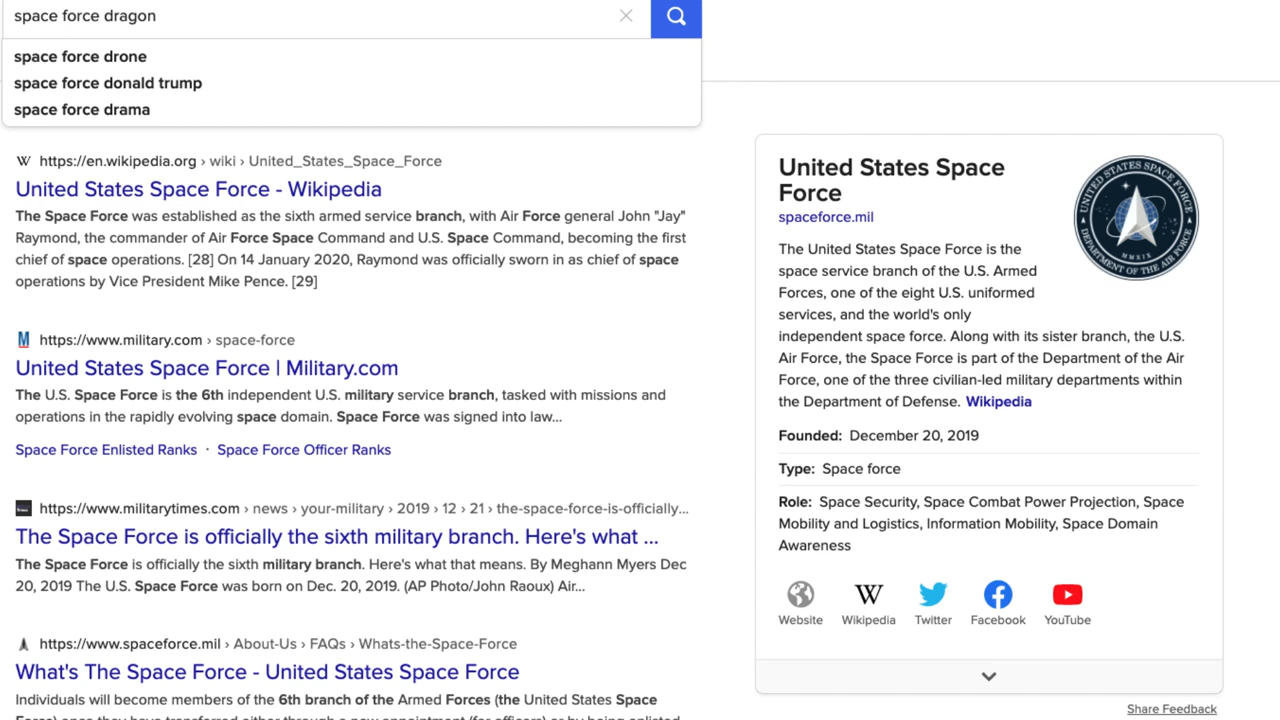 space force dragon
space force drone
space force donald trump
space force drama
W https://en.wikipedia.org › wiki › United_States_Space_Force
United States Space Force - Wikipedia
The Space Force was established as the sixth armed service branch, with Air Force general John "Jay"
Raymond, the commander of Air Force Space Command and U.S. Space Command, becoming the first
chief of space operations. [28] On 14 January 2020, Raymond was officially sworn in as chief of space
operations by Vice President Mike Pence. [29]
M https://www.military.com › space-force
United States Space Force | Military.com
The U.S. Space Force is the 6th independent U.S. military service branch, tasked with missions and
operations in the rapidly evolving space domain. Space Force was signed into law...
Space Force Enlisted Ranks · Space Force Officer Ranks
https://www.militarytimes.com › news › your-military › 2019 › 12 › 21 › the-space-force-is-officially...
The Space Force is officially the sixth military branch. Here's what ...
The Space Force is officially the sixth military branch. Here's what that means. By Meghann Myers Dec
20, 2019 The U.S. Space Force was born on Dec. 20, 2019. (AP Photo/John Raoux) Air...
https://www.spaceforce.mil › About-Us › FAQs › Whats-the-Space-Force
What's The Space Force - United States Space Force
Individuals will become members of the 6th branch of the Armed Forces (the United States Space
United States Space
Force
spaceforce.mil
UNITED STATES SPACE FORCE
DEPARTMENT OF THE AIR FORCE
MMXIX
The United States Space Force is the
space service branch of the U.S. Armed
Forces, one of the eight U.S. uniformed
services, and the world's only
independent space force. Along with its sister branch, the U.S.
Air Force, the Space Force is part of the Department of the Air
Force, one of the three civilian-led military departments within
the Department of Defense. Wikipedia
Founded: December 20, 2019
Type: Space force
Role: Space Security, Space Combat Power Projection, Space
Mobility and Logistics, Information Mobility, Space Domain
Awareness
W
Website Wikipedia Twitter Facebook YouTube
Share Feedback